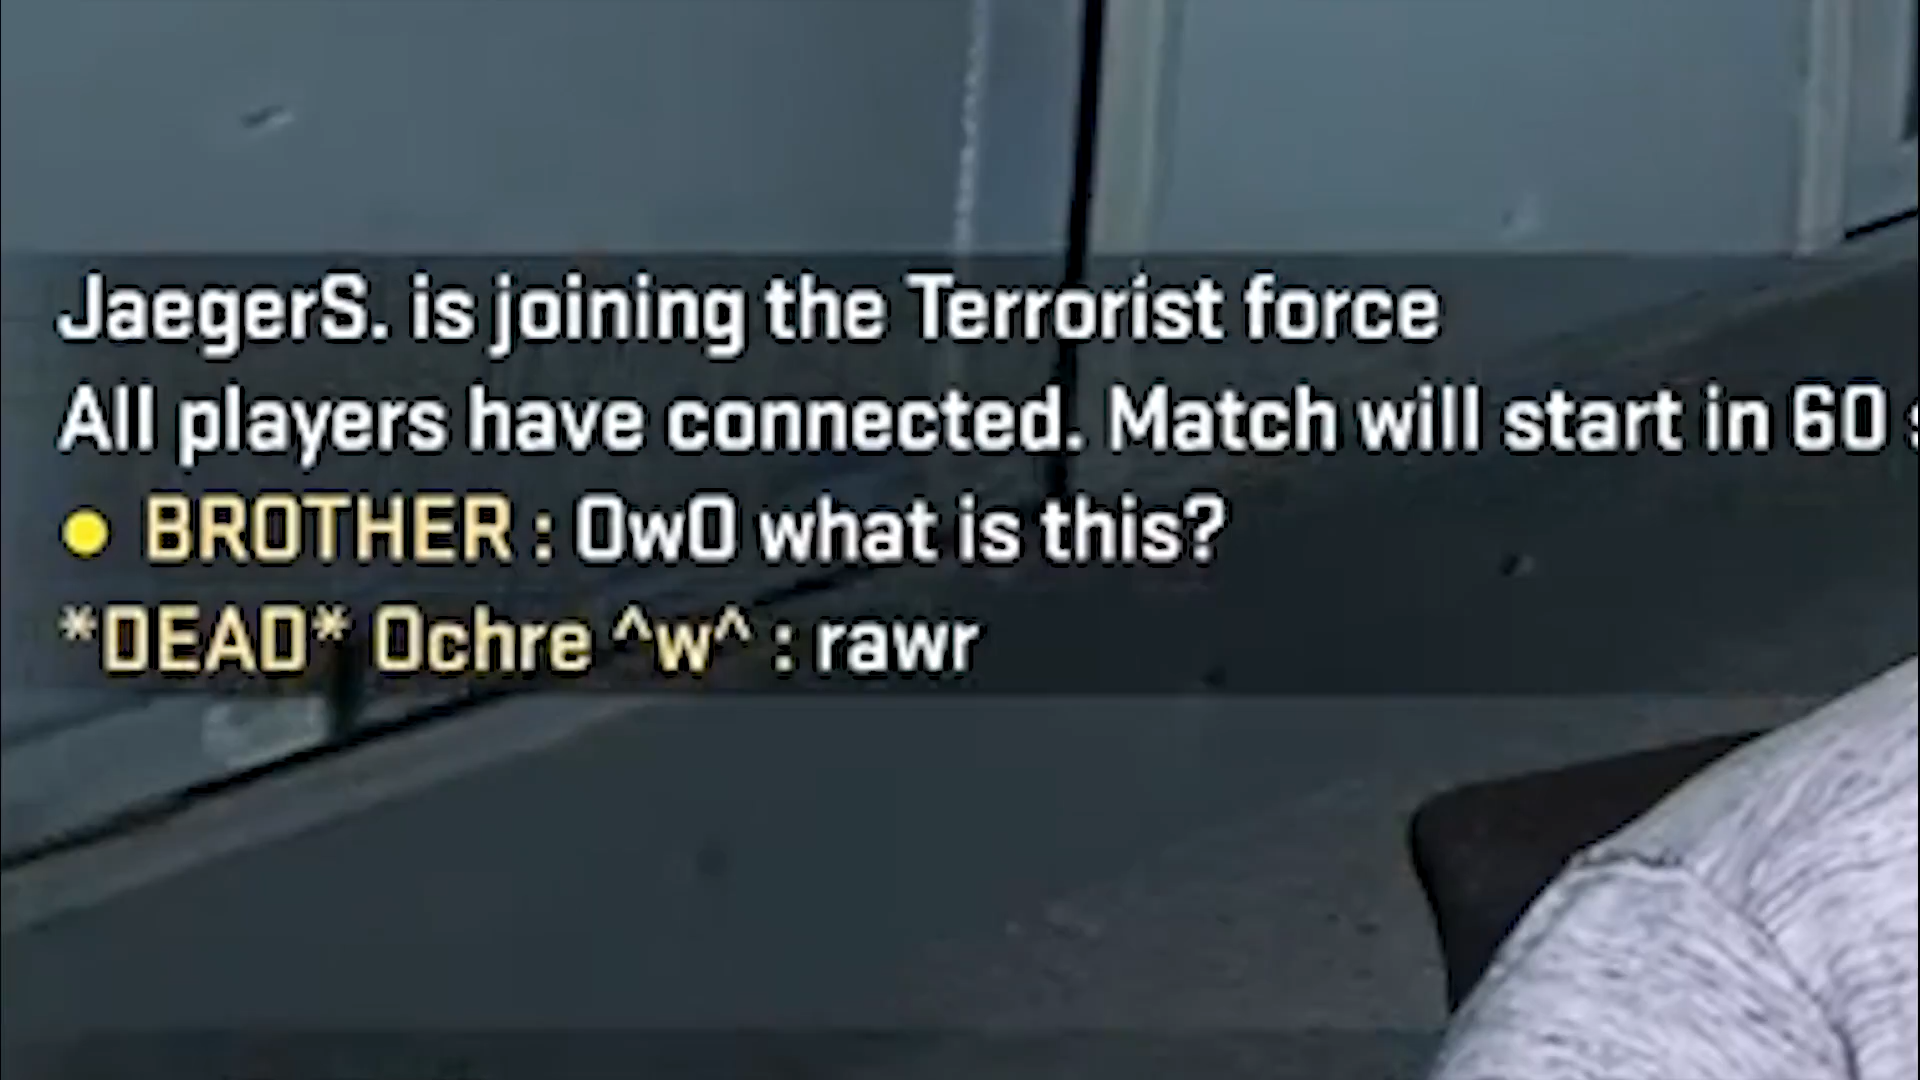 JaegerS. is joining the Terrorist force
All players have connected. Match will start in 60
BROTHER : OwO what is this?
*DEAD* Ochre ^w^ : rawr